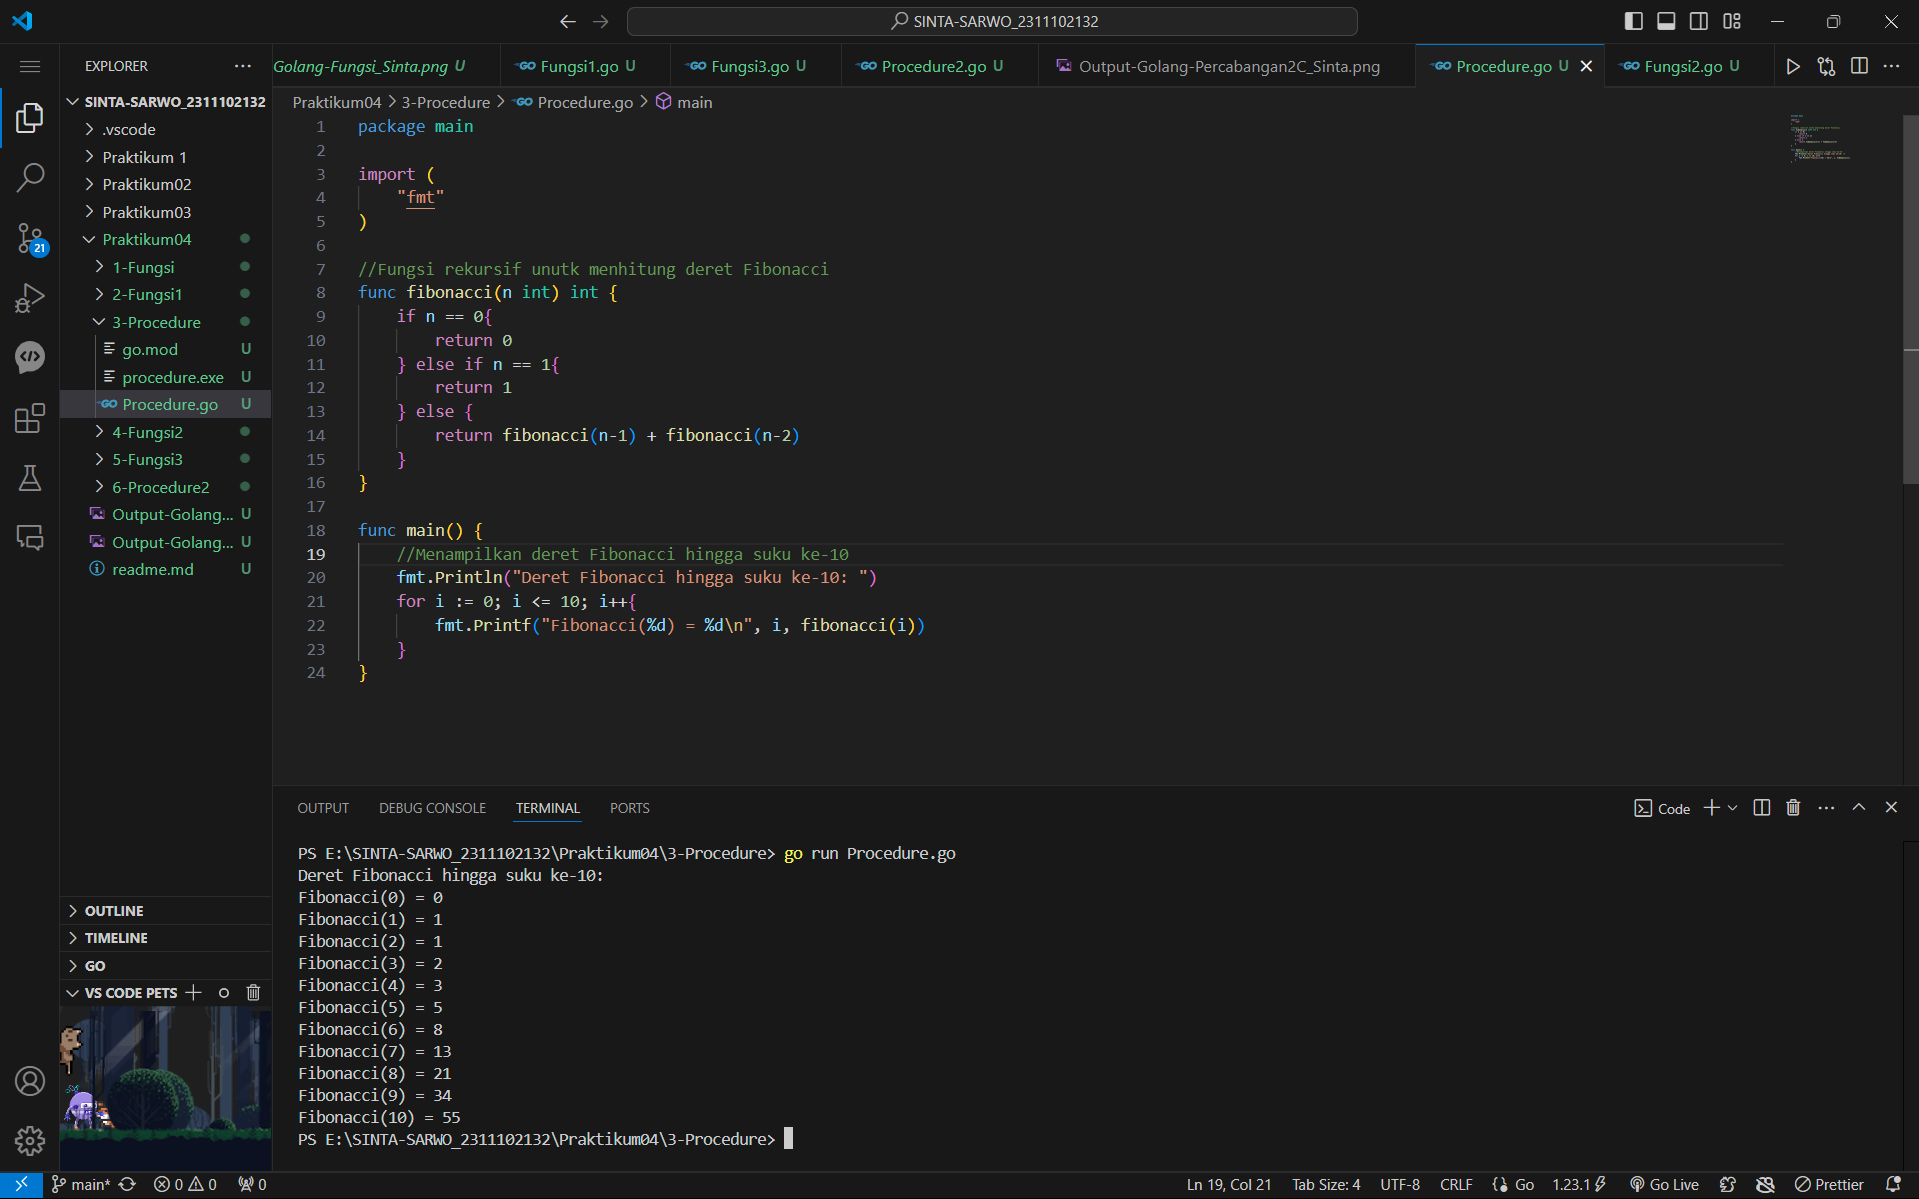 SINTA-SARWO_2311102132
EXPLORER
SINTA-SARWO_2311102132
.vscode
Praktikum 1
Praktikum02
Praktikum03
Praktikum04
1-Fungsi
2-Fungsi1
3-Procedure
go.mod U
procedure.exe U
GO Procedure.go U
4-Fungsi2
5-Fungsi3
6-Procedure2
Output-Golang... U
Output-Golang... U
readme.md U
21
OUTLINE
TIMELINE
GO
VS CODE PETS
Golang-Fungsi_Sinta.png U
GO Fungsi1.go U
GO Fungsi3.go U
GO Procedure2.go U
Output-Golang-Percabangan2C_Sinta.png
GO Procedure.go U
GO Fungsi2.go U
Praktikum04 > 3-Procedure > GO Procedure.go > main
1 package main
2
3 import (
4 "fmt"
5 )
6
7 //Fungsi rekursif unutk menhitung deret Fibonacci
8 func fibonacci(n int) int {
9 if n == 0{
10 return 0
11 } else if n == 1{
12 return 1
13 } else {
14 return fibonacci(n-1) + fibonacci(n-2)
15 }
16 }
17
18 func main() {
19 //Menampilkan deret Fibonacci hingga suku ke-10
20 fmt.Println("Deret Fibonacci hingga suku ke-10: ")
21 for i := 0; i <= 10; i++{
22 fmt.Printf("Fibonacci(%d) = %d\n", i, fibonacci(i))
23 }
24 }
OUTPUT DEBUG CONSOLE TERMINAL PORTS
Code
PS E:\SINTA-SARWO_2311102132\Praktikum04\3-Procedure> go run Procedure.go
Deret Fibonacci hingga suku ke-10:
Fibonacci(0) = 0
Fibonacci(1) = 1
Fibonacci(2) = 1
Fibonacci(3) = 2
Fibonacci(4) = 3
Fibonacci(5) = 5
Fibonacci(6) = 8
Fibonacci(7) = 13
Fibonacci(8) = 21
Fibonacci(9) = 34
Fibonacci(10) = 55
PS E:\SINTA-SARWO_2311102132\Praktikum04\3-Procedure>
main* 0 0 0 Ln 19, Col 21 Tab Size: 4 UTF-8 CRLF Go 1.23.1 Go Live Prettier